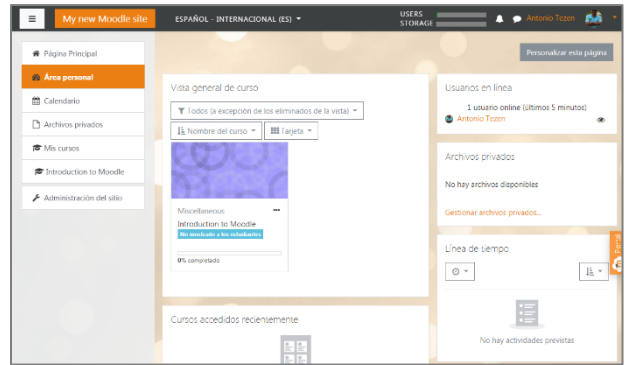 My new Moodle site
ESPAÑOL - INTERNACIONAL (ES)
USERS
STORAGE
Antonio Tezen
Página Principal
Área personal
Calendario
Archivos privados
Mis cursos
Introduction to Moodle
Administración del sitio
Personalizar esta página
Vista general de curso
Todos (a excepción de los eliminados de la vista)
Nombre del curso
Tarjeta
Miscellaneous
Introduction to Moodle
No mostrado a los estudiantes
0% completado
Cursos accedidos recientemente
Usuarios en línea
1 usuario online (últimos 5 minutos)
Antonio Tezen
Archivos privados
No hay archivos disponibles
Gestionar archivos privados...
Línea de tiempo
No hay actividades previstas
Portal